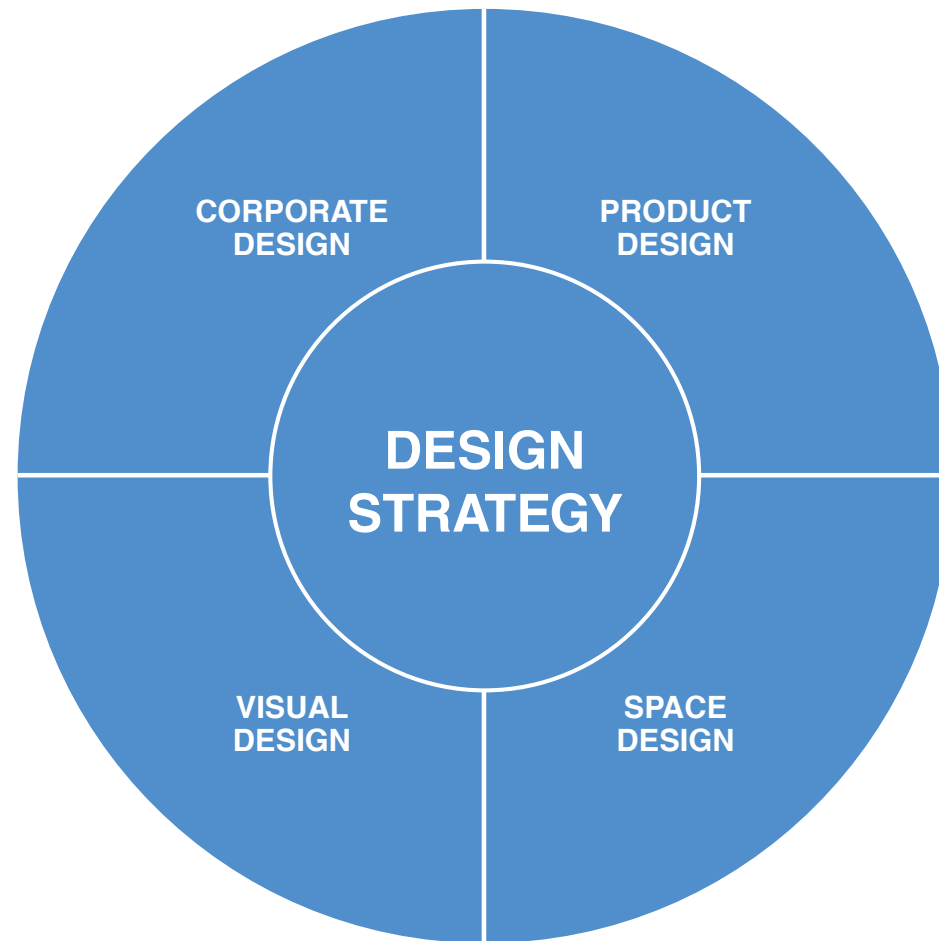 CORPORATE
DESIGN
PRODUCT
DESIGN
DESIGN
STRATEGY
VISUAL
DESIGN
SPACE
DESIGN